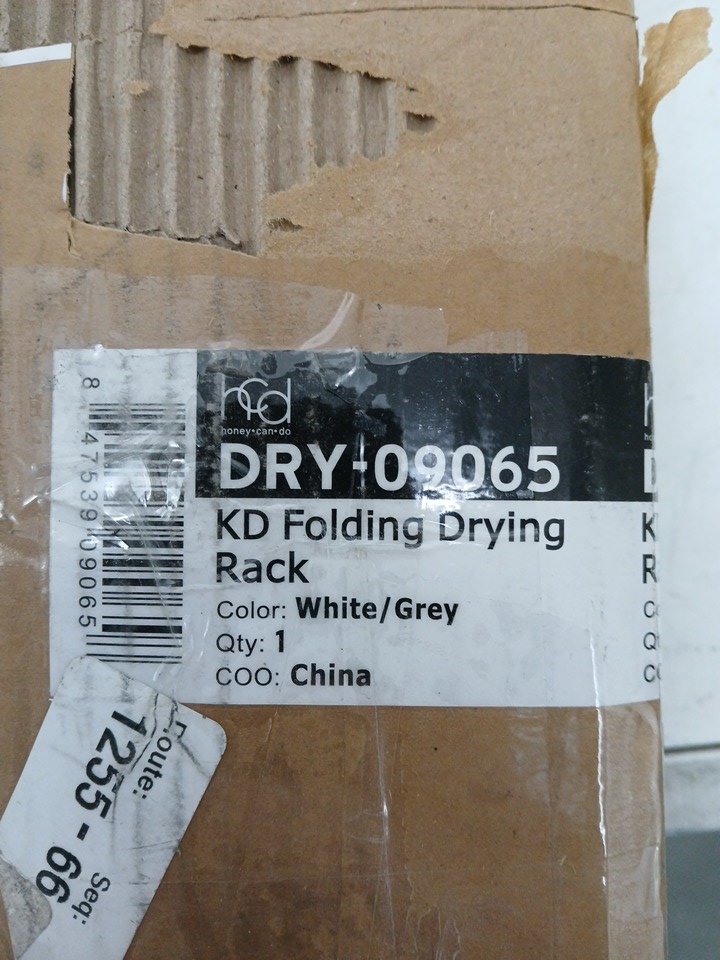 hcd
honey•can•do
DRY-09065
KD Folding Drying
Rack
Color: White/Grey
Qty: 1
COO: China
8 47539 09065
Route:
1255 - 66
Seq: